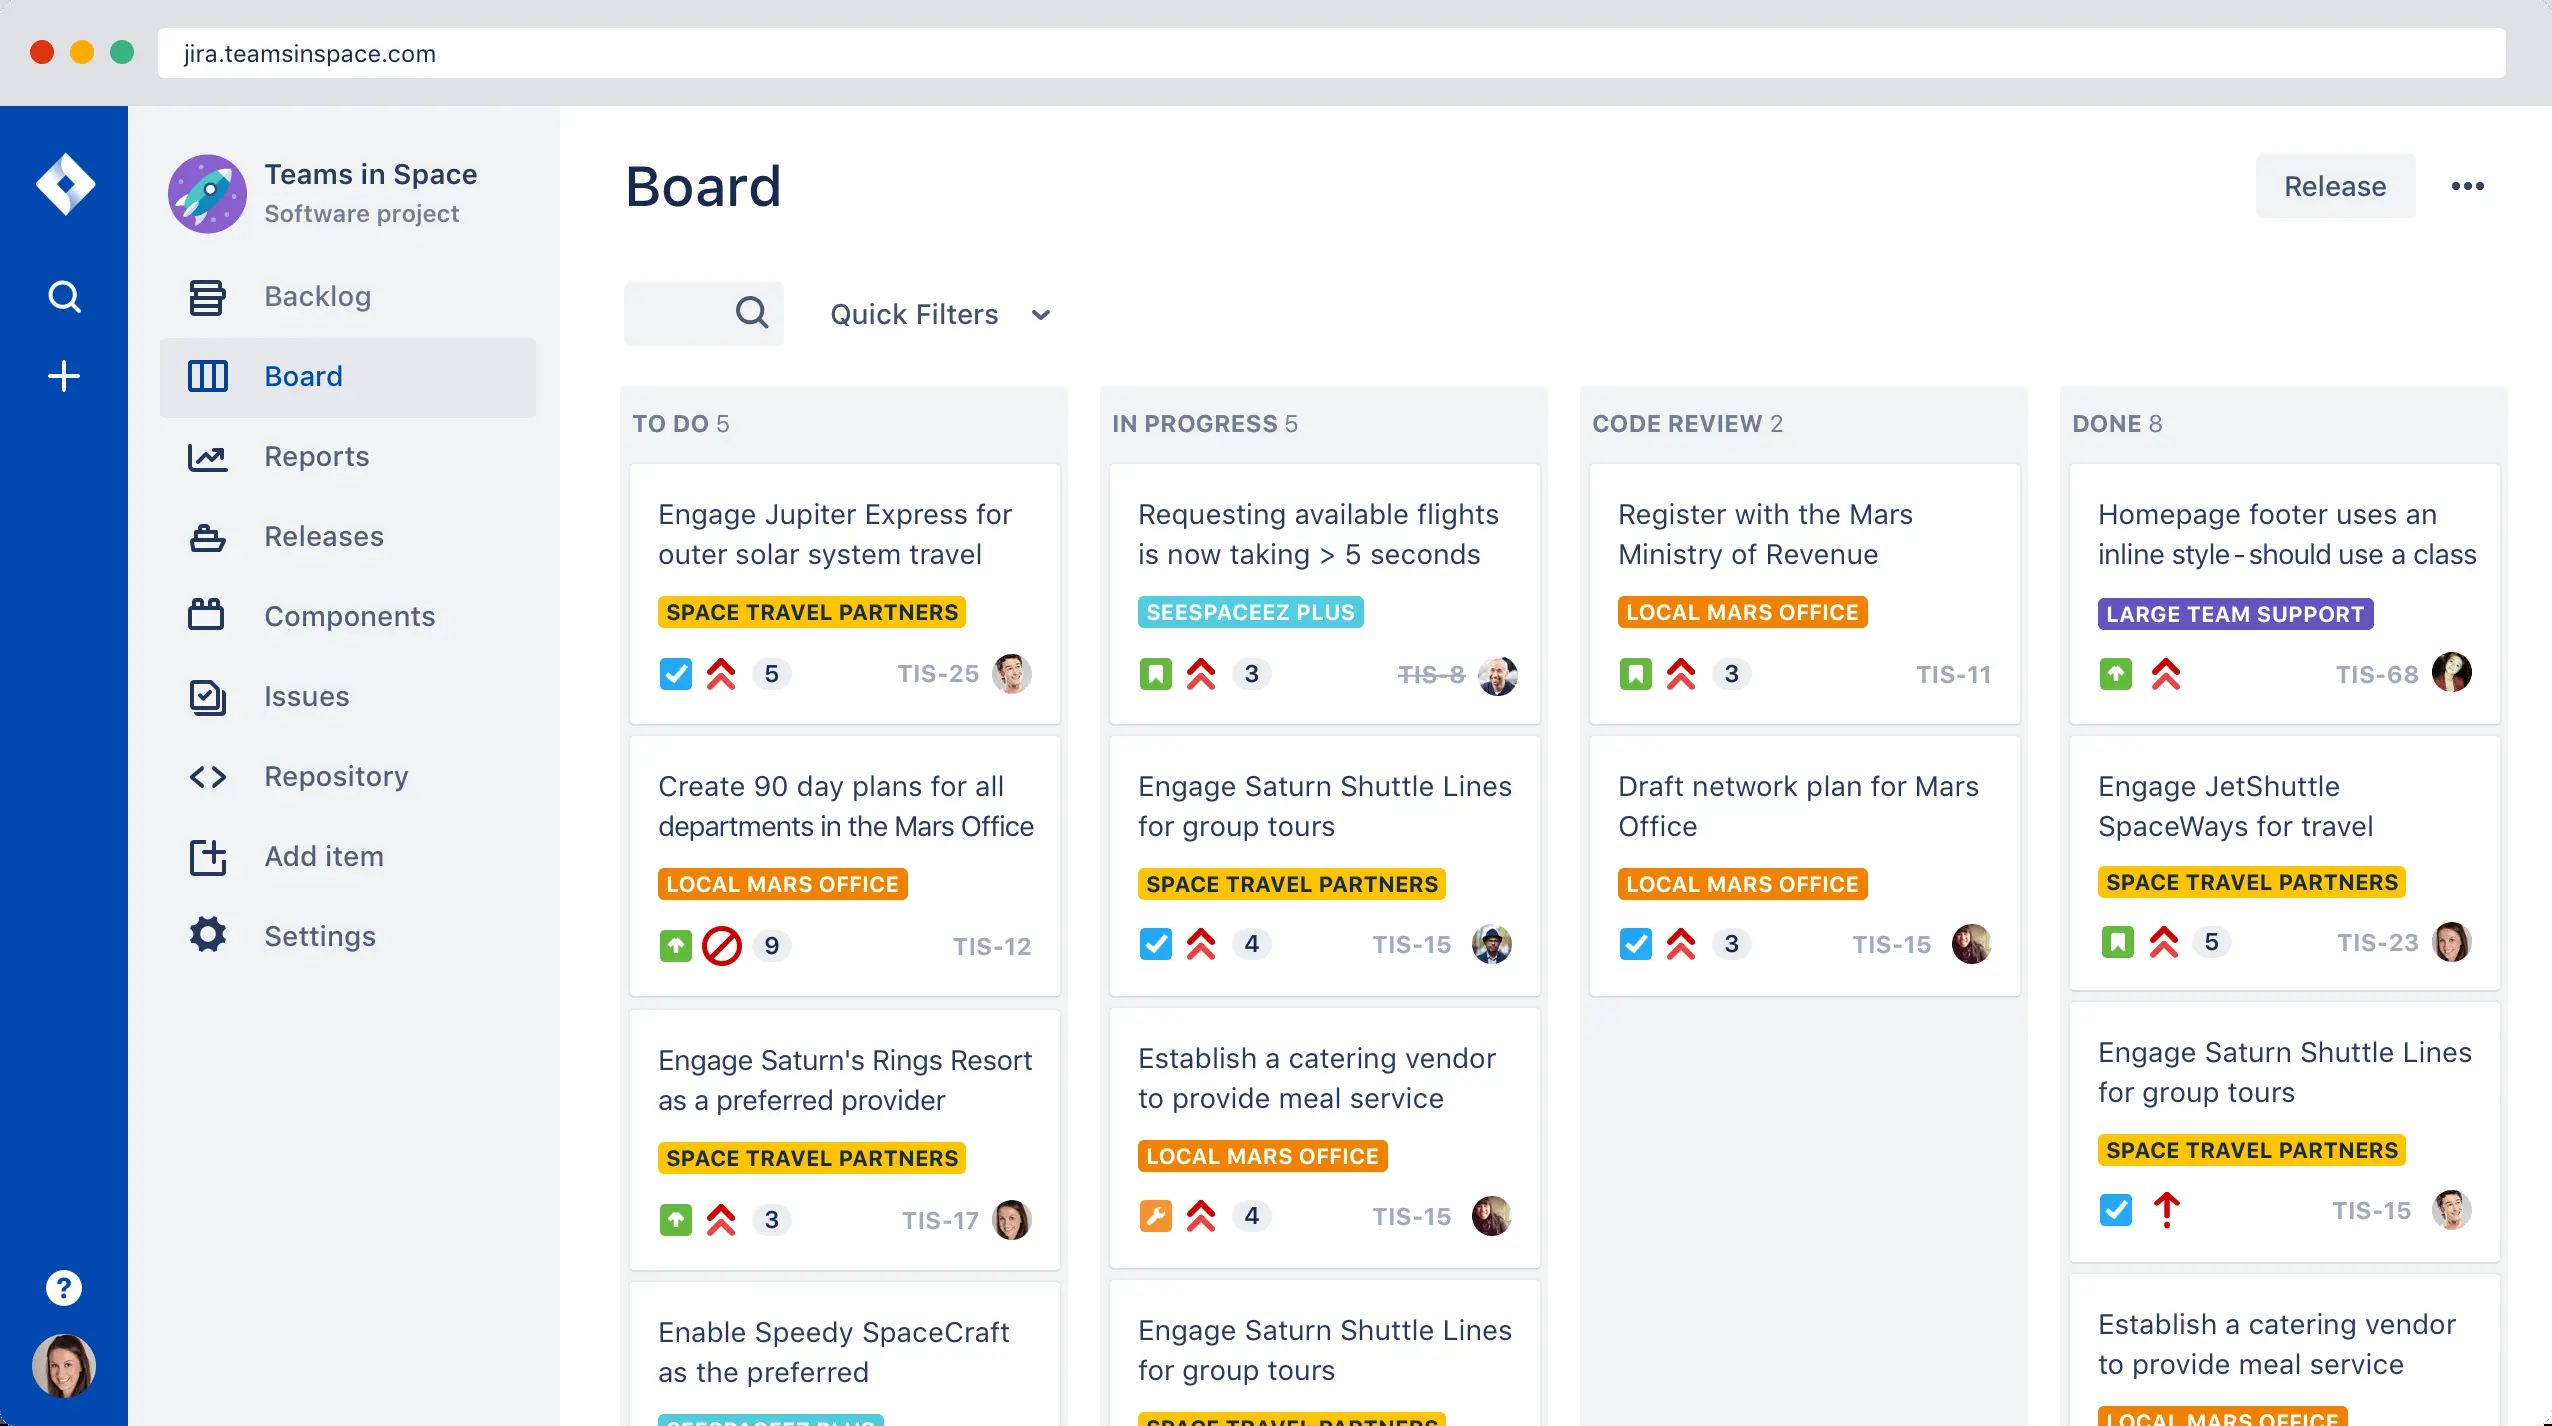 jira.teamsinspace.com
Teams in Space
Software project
Backlog
Board
Reports
Releases
Components
Issues
Repository
Add item
Settings
?
Board
Release
Quick Filters
TO DO 5
Engage Jupiter Express for
outer solar system travel
SPACE TRAVEL PARTNERS
5 TIS-25
Create 90 day plans for all
departments in the Mars Office
LOCAL MARS OFFICE
9 TIS-12
Engage Saturn's Rings Resort
as a preferred provider
SPACE TRAVEL PARTNERS
3 TIS-17
Enable Speedy SpaceCraft
as the preferred
SEESPACEEZ PLUS
IN PROGRESS 5
Requesting available flights
is now taking > 5 seconds
SEESPACEEZ PLUS
3 TIS-8
Engage Saturn Shuttle Lines
for group tours
SPACE TRAVEL PARTNERS
4 TIS-15
Establish a catering vendor
to provide meal service
LOCAL MARS OFFICE
4 TIS-15
Engage Saturn Shuttle Lines
for group tours
SPACE TRAVEL PARTNERS
CODE REVIEW 2
Register with the Mars
Ministry of Revenue
LOCAL MARS OFFICE
3 TIS-11
Draft network plan for Mars
Office
LOCAL MARS OFFICE
3 TIS-15
DONE 8
Homepage footer uses an
inline style - should use a class
LARGE TEAM SUPPORT
TIS-68
Engage JetShuttle
SpaceWays for travel
SPACE TRAVEL PARTNERS
5 TIS-23
Engage Saturn Shuttle Lines
for group tours
SPACE TRAVEL PARTNERS
TIS-15
Establish a catering vendor
to provide meal service
LOCAL MARS OFFICE